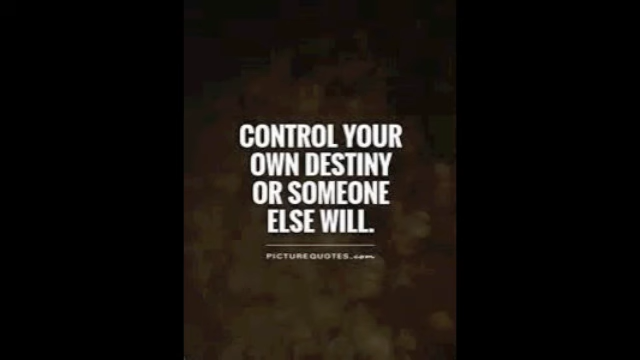 CONTROL YOUR
OWN DESTINY
OR SOMEONE
ELSE WILL.
PICTUREQUOTES.com